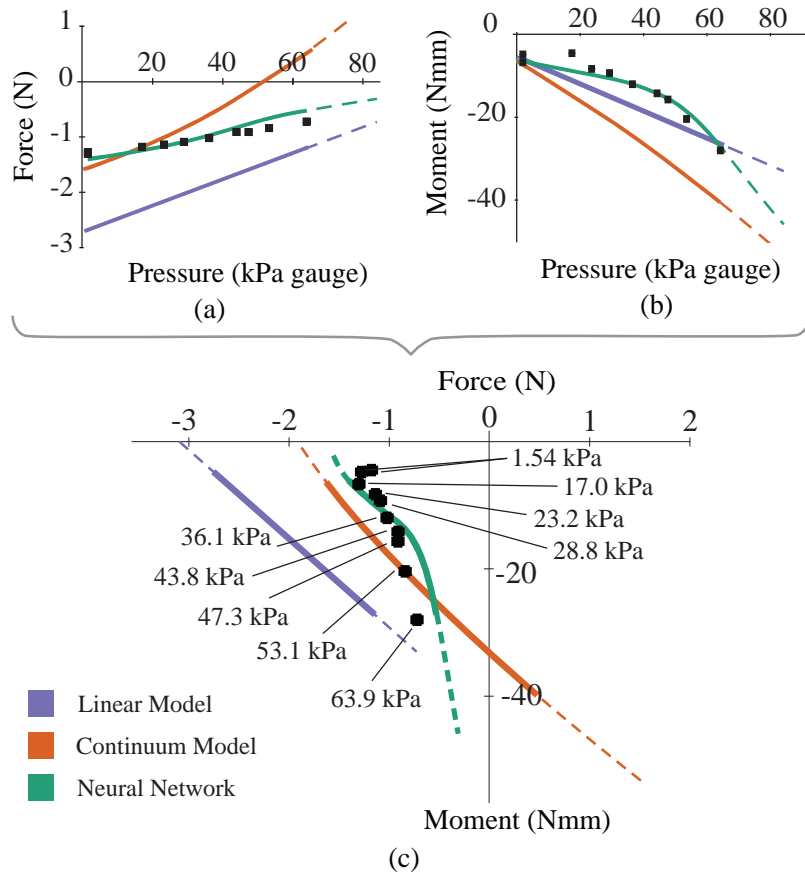 1
0
-1
-2
-3
20 40 60 80
Force (N)
Pressure (kPa gauge)
(a)
0
-20
-40
20 40 60 80
Moment (Nmm)
Pressure (kPa gauge)
(b)
Force (N)
-3 -2 -1 0 1 2
1.54 kPa
17.0 kPa
23.2 kPa
28.8 kPa
36.1 kPa
43.8 kPa
47.3 kPa
53.1 kPa
63.9 kPa
-20
-40
Linear Model
Continuum Model
Neural Network
Moment (Nmm)
(c)